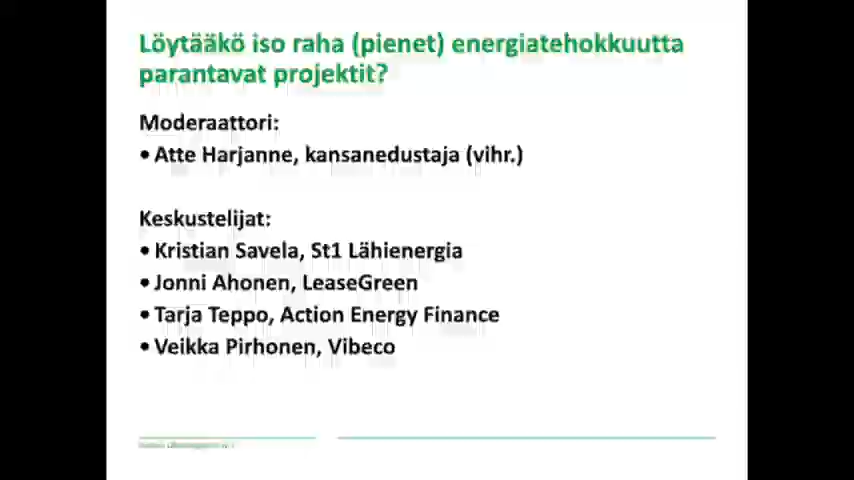 Löytääkö iso raha (pienet) energiatehokkuutta
parantavat projektit?
Moderaattori:
• Atte Harjanne, kansanedustaja (vihr.)
Keskustelijat:
• Kristian Savela, St1 Lähienergia
• Jonni Ahonen, LeaseGreen
• Tarja Teppo, Action Energy Finance
• Veikka Pirhonen, Vibeco